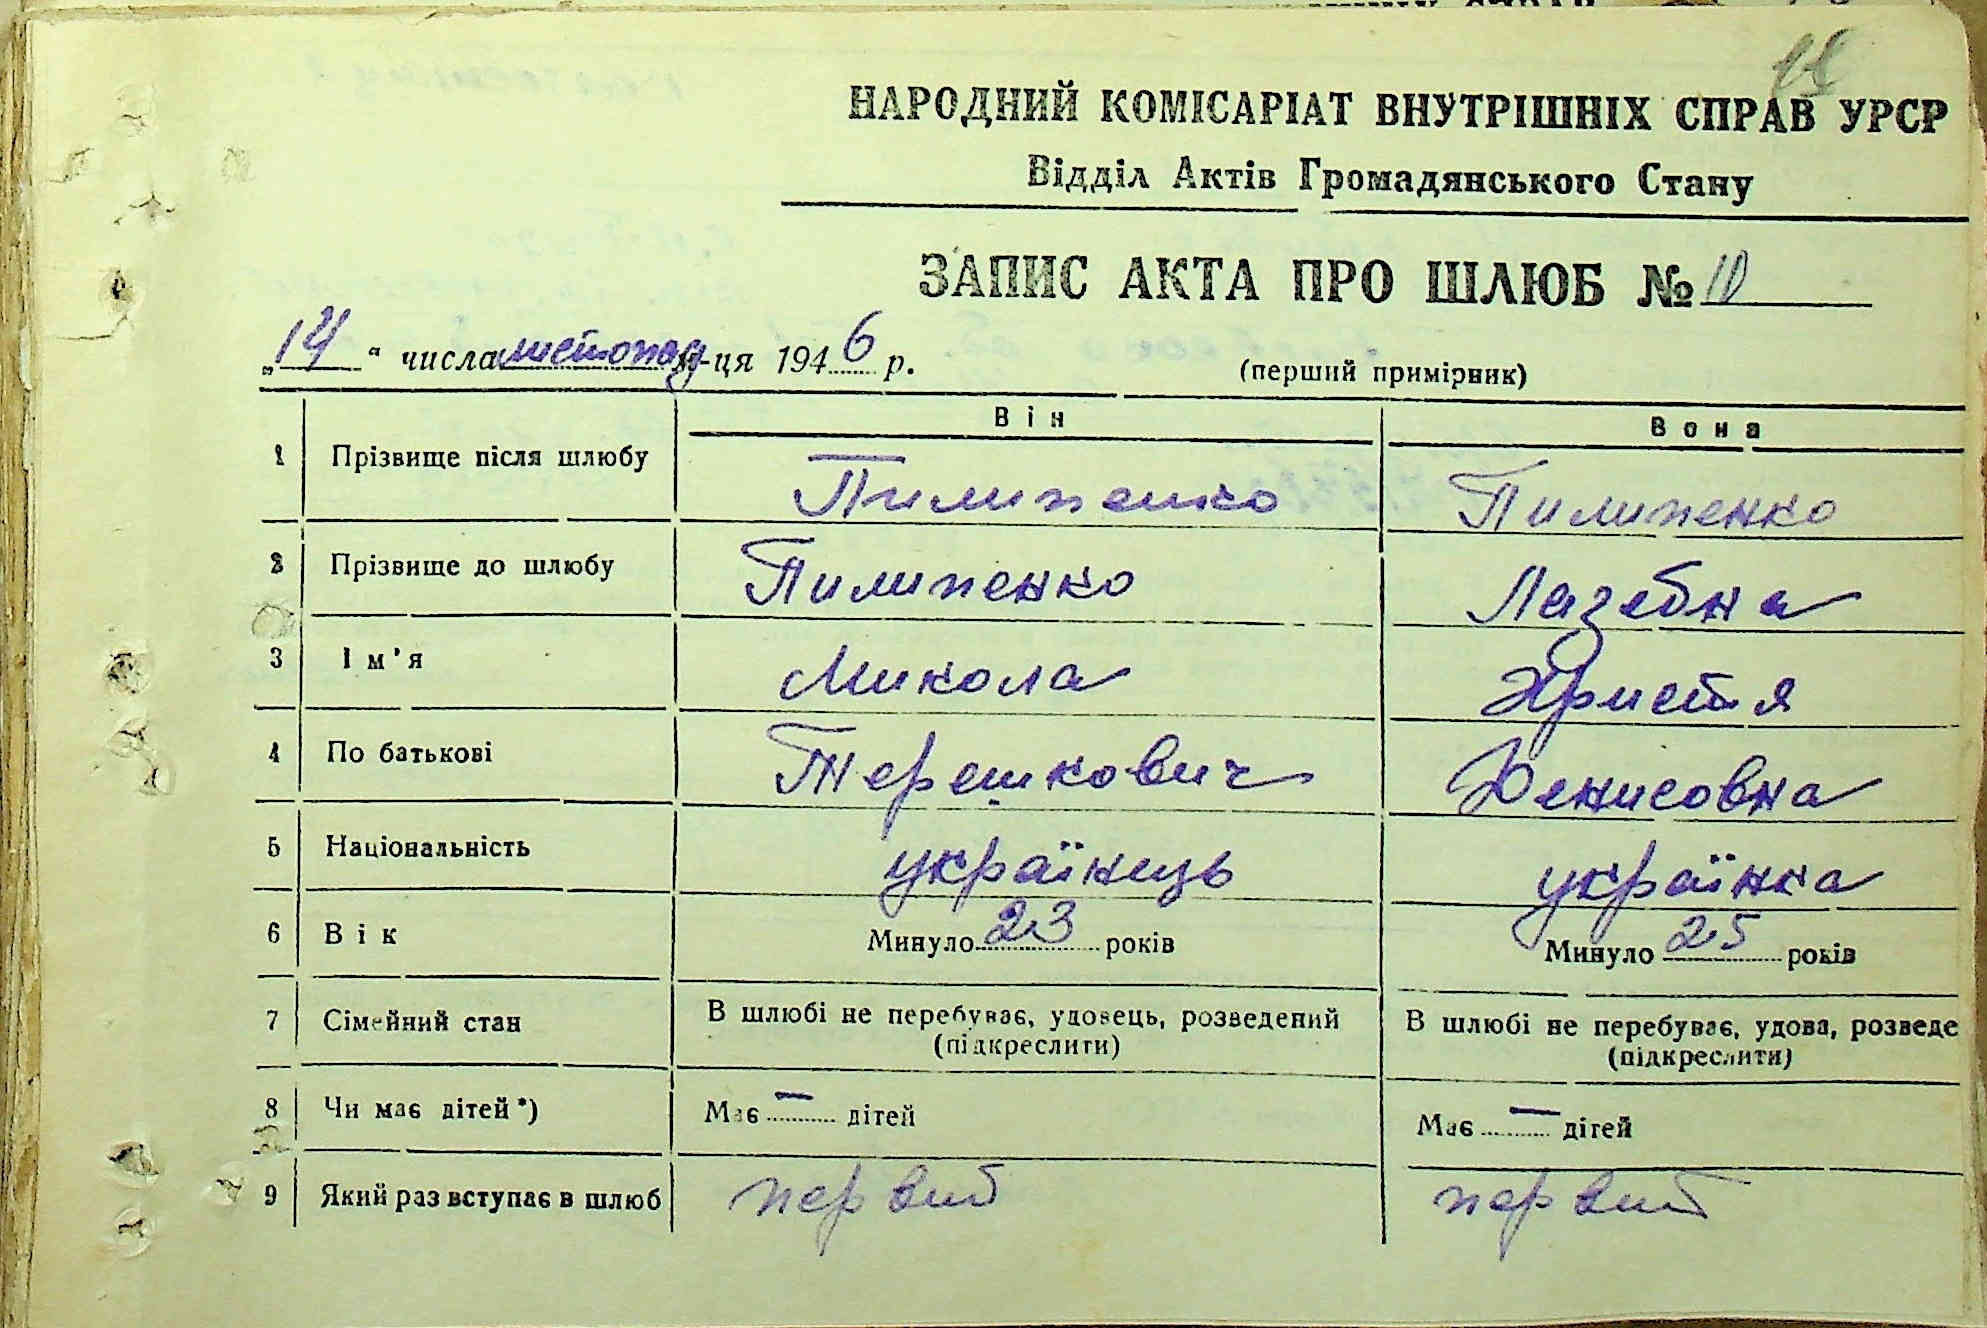 НАРОДНИЙ КОМІСАРІАТ ВНУТРІШНІХ СПРАВ УРСР
Відділ Актів Громадянського Стану
ЗАПИС АКТА ПРО ШЛЮБ № 10
„14“ числа листопад м-ця 1946 р. (перший примірник)
Він Вона
1 Прізвище після шлюбу Пилипенко Пилипенко
2 Прізвище до шлюбу Пилипенко Лазебна
3 Ім’я Микола Христя
4 По батькові Терешкович Денисовна
5 Національність українець українка
6 Вік Минуло 23 років Минуло 25 років
7 Сімейний стан В шлюбі не перебуває, удовець, розведений В шлюбі не перебуває, удова, розведе
(підкреслити) (підкреслити)
8 Чи має дітей*) Має — дітей Має — дітей
9 Який раз вступає в шлюб первий первий